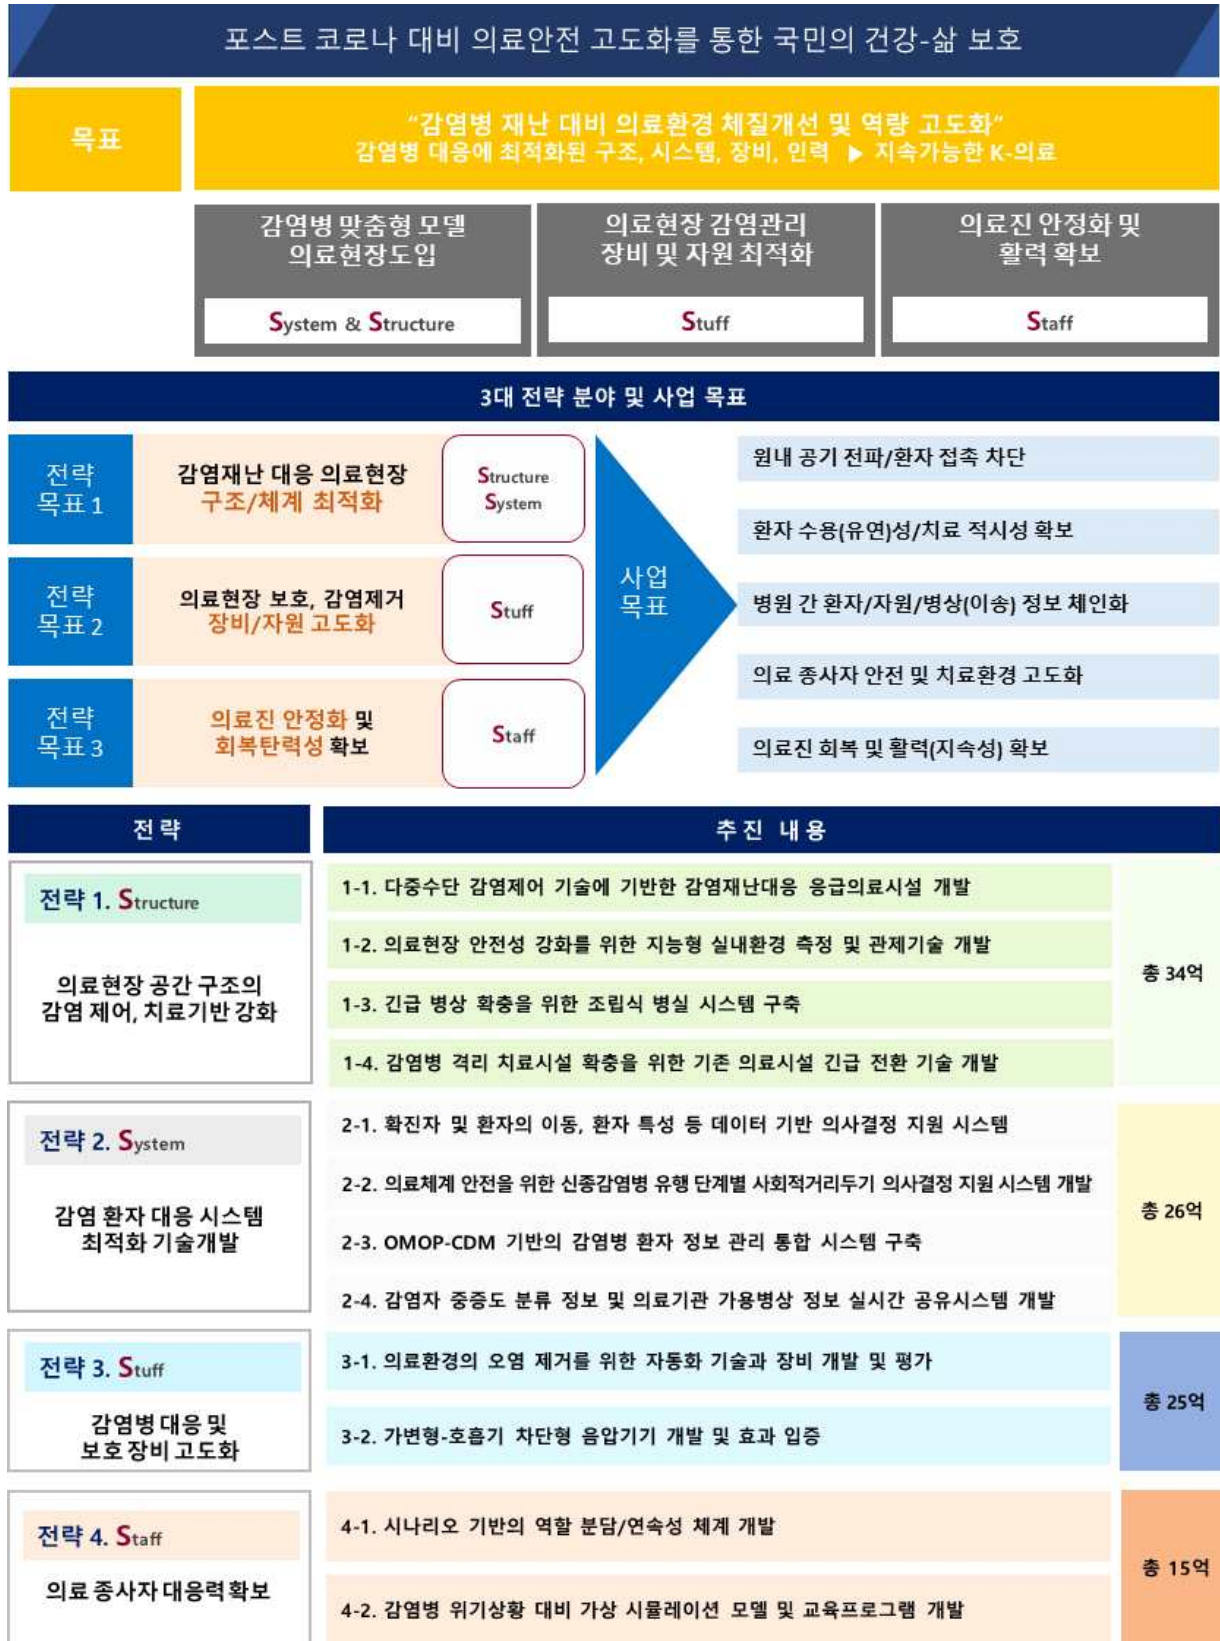 포스트 코로나 대비 의료안전 고도화를 통한 국민의 건강-삶 보호
목표
“감염병 재난 대비 의료환경 체질개선 및 역량 고도화”
감염병 대응에 최적화된 구조, 시스템, 장비, 인력 ▶ 지속가능한 K-의료
감염병 맞춤형 모델
의료현장도입
System & Structure
의료현장 감염관리
장비 및 자원 최적화
Stuff
의료진 안정화 및
활력 확보
Staff
3대 전략 분야 및 사업 목표
전략
목표 1
감염재난 대응 의료현장
구조/체계 최적화
Structure
System
전략
목표 2
의료현장 보호, 감염제거
장비/자원 고도화
Stuff
전략
목표 3
의료진 안정화 및
회복탄력성 확보
Staff
사업
목표
원내 공기 전파/환자 접촉 차단
환자 수용(유연)성/치료 적시성 확보
병원 간 환자/자원/병상(이송) 정보 체인화
의료 종사자 안전 및 치료환경 고도화
의료진 회복 및 활력(지속성) 확보
전 략
추 진 내 용
전략 1. Structure
의료현장 공간 구조의
감염 제어, 치료기반 강화
1-1. 다중수단 감염제어 기술에 기반한 감염재난대응 응급의료시설 개발
1-2. 의료현장 안전성 강화를 위한 지능형 실내환경 측정 및 관제기술 개발
1-3. 긴급 병상 확충을 위한 조립식 병실 시스템 구축
1-4. 감염병 격리 치료시설 확충을 위한 기존 의료시설 긴급 전환 기술 개발
총 34억
전략 2. System
감염 환자 대응 시스템
최적화 기술개발
2-1. 확진자 및 환자의 이동, 환자 특성 등 데이터 기반 의사결정 지원 시스템
2-2. 의료체계 안전을 위한 신종감염병 유행 단계별 사회적거리두기 의사결정 지원 시스템 개발
2-3. OMOP-CDM 기반의 감염병 환자 정보 관리 통합 시스템 구축
2-4. 감염자 중증도 분류 정보 및 의료기관 가용병상 정보 실시간 공유시스템 개발
총 26억
전략 3. Stuff
감염병 대응 및
보호 장비 고도화
3-1. 의료환경의 오염 제거를 위한 자동화 기술과 장비 개발 및 평가
3-2. 가변형-호흡기 차단형 음압기기 개발 및 효과 입증
총 25억
전략 4. Staff
의료 종사자 대응력 확보
4-1. 시나리오 기반의 역할 분담/연속성 체계 개발
4-2. 감염병 위기상황 대비 가상 시뮬레이션 모델 및 교육프로그램 개발
총 15억